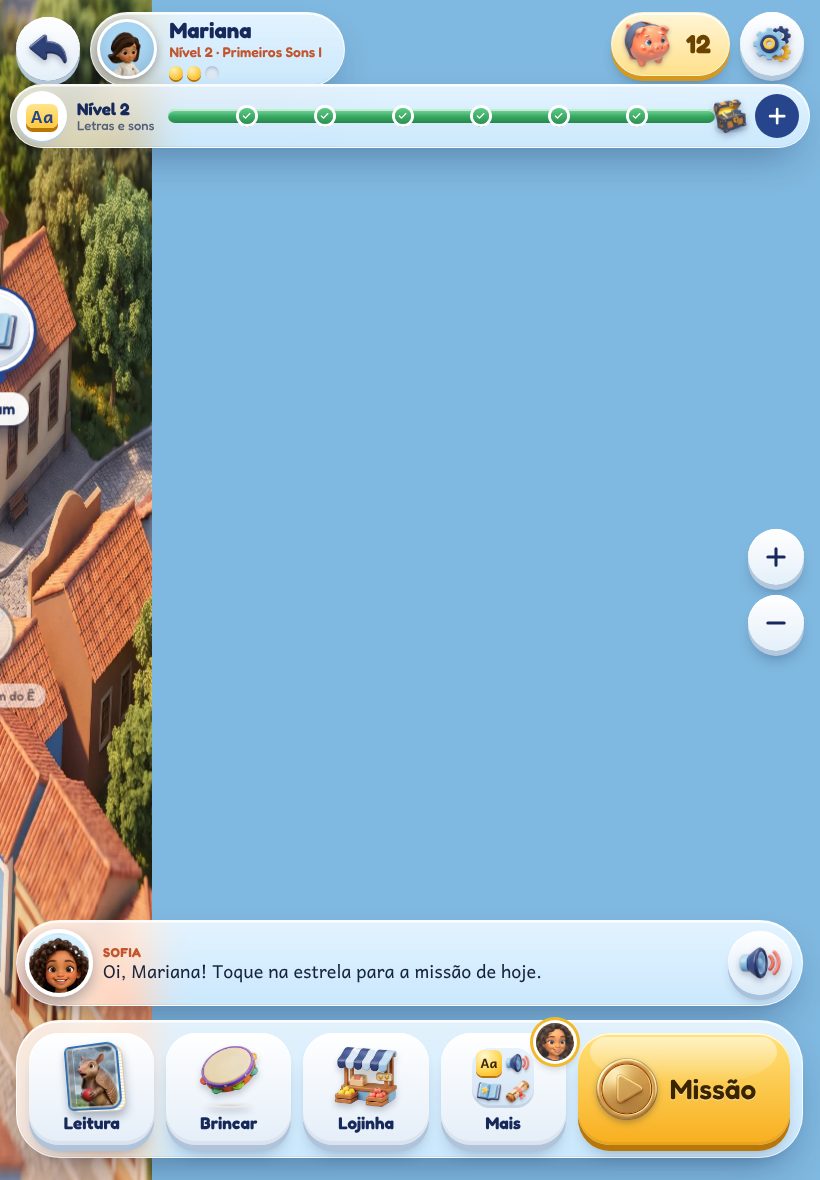 Mariana
Nível 2 · Primeiros Sons I
12
Aa
Nível 2
Letras e sons
do Ê
SOFIA
Oi, Mariana! Toque na estrela para a missão de hoje.
Leitura
Brincar
Lojinha
Aa
Mais
Missão